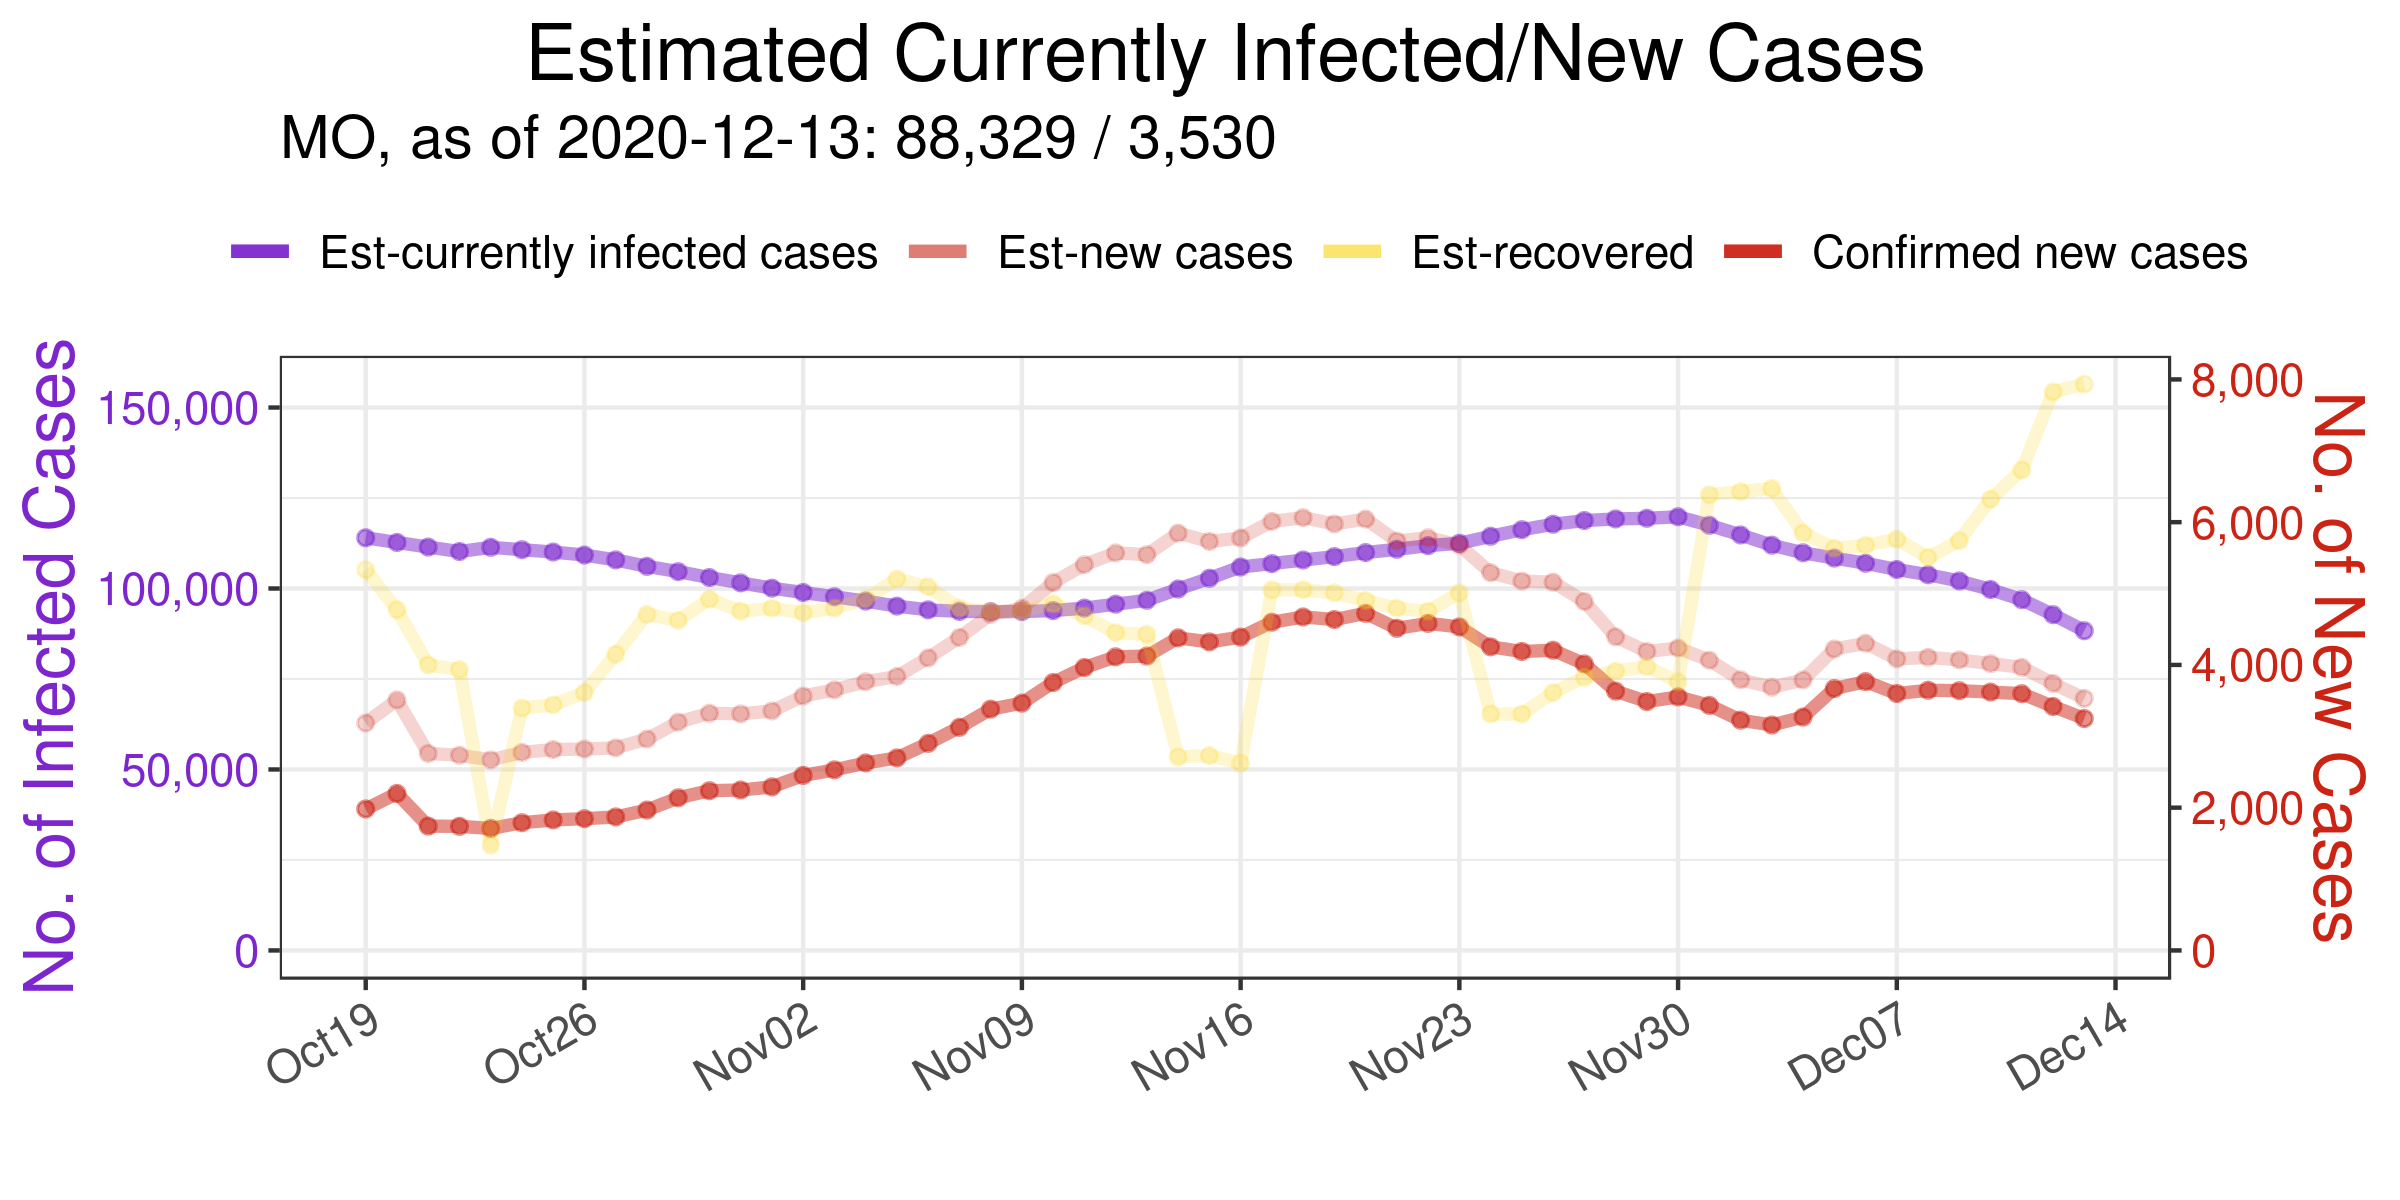 Estimated Currently Infected/New Cases
MO, as of 2020-12-13: 88,329 / 3,530
Est-currently infected cases Est-new cases Est-recovered Confirmed new cases
No. of Infected Cases
150,000
100,000
50,000
0
8,000
6,000
4,000
2,000
0
No. of New Cases
Oct19 Oct26 Nov02 Nov09 Nov16 Nov23 Nov30 Dec07 Dec14